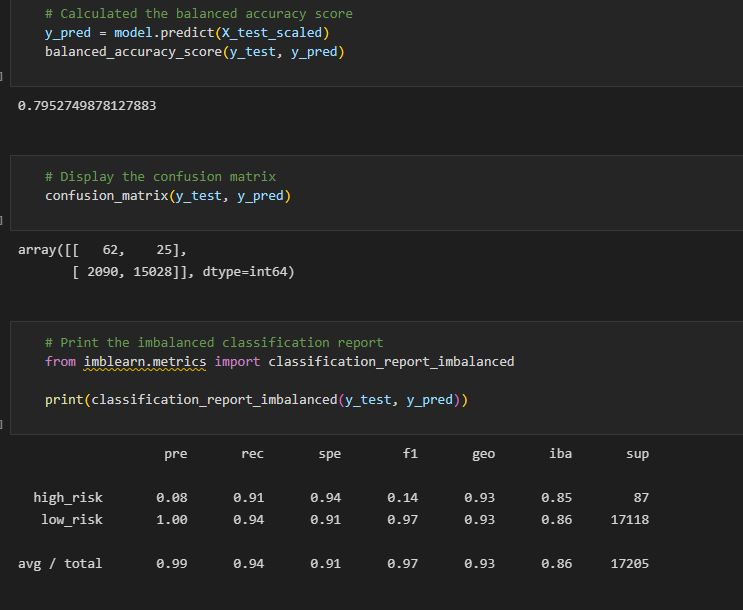 # Calculated the balanced accuracy score
y_pred = model.predict(X_test_scaled)
balanced_accuracy_score(y_test, y_pred)
]
0.7952749878127883
# Display the confusion matrix
confusion_matrix(y_test, y_pred)
]
array([[   62,    25],
       [ 2090, 15028]], dtype=int64)
# Print the imbalanced classification report
from imblearn.metrics import classification_report_imbalanced
print(classification_report_imbalanced(y_test, y_pred))
]
pre rec spe f1 geo iba sup
high_risk 0.08 0.91 0.94 0.14 0.93 0.85 87
low_risk 1.00 0.94 0.91 0.97 0.93 0.86 17118
avg / total 0.99 0.94 0.91 0.97 0.93 0.86 17205